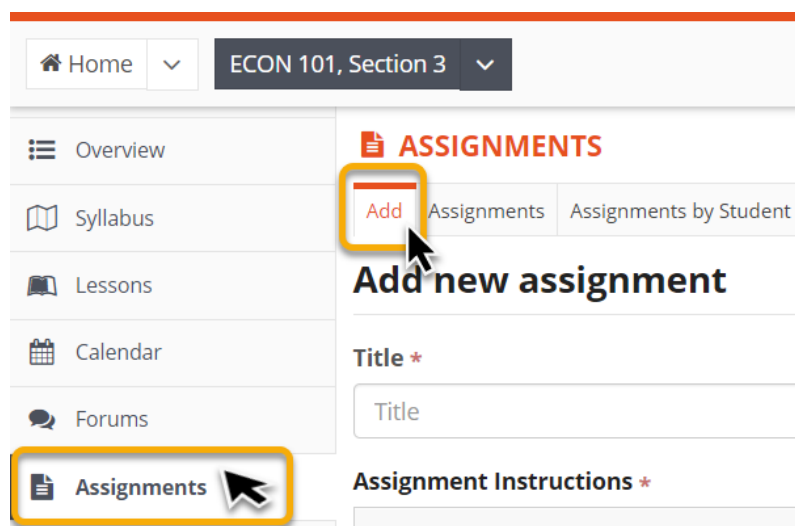 Home
ECON 101, Section 3
Overview
Syllabus
Lessons
Calendar
Forums
Assignments
ASSIGNMENTS
Add Assignments Assignments by Student
Add new assignment
Title *
Title
Assignment Instructions *